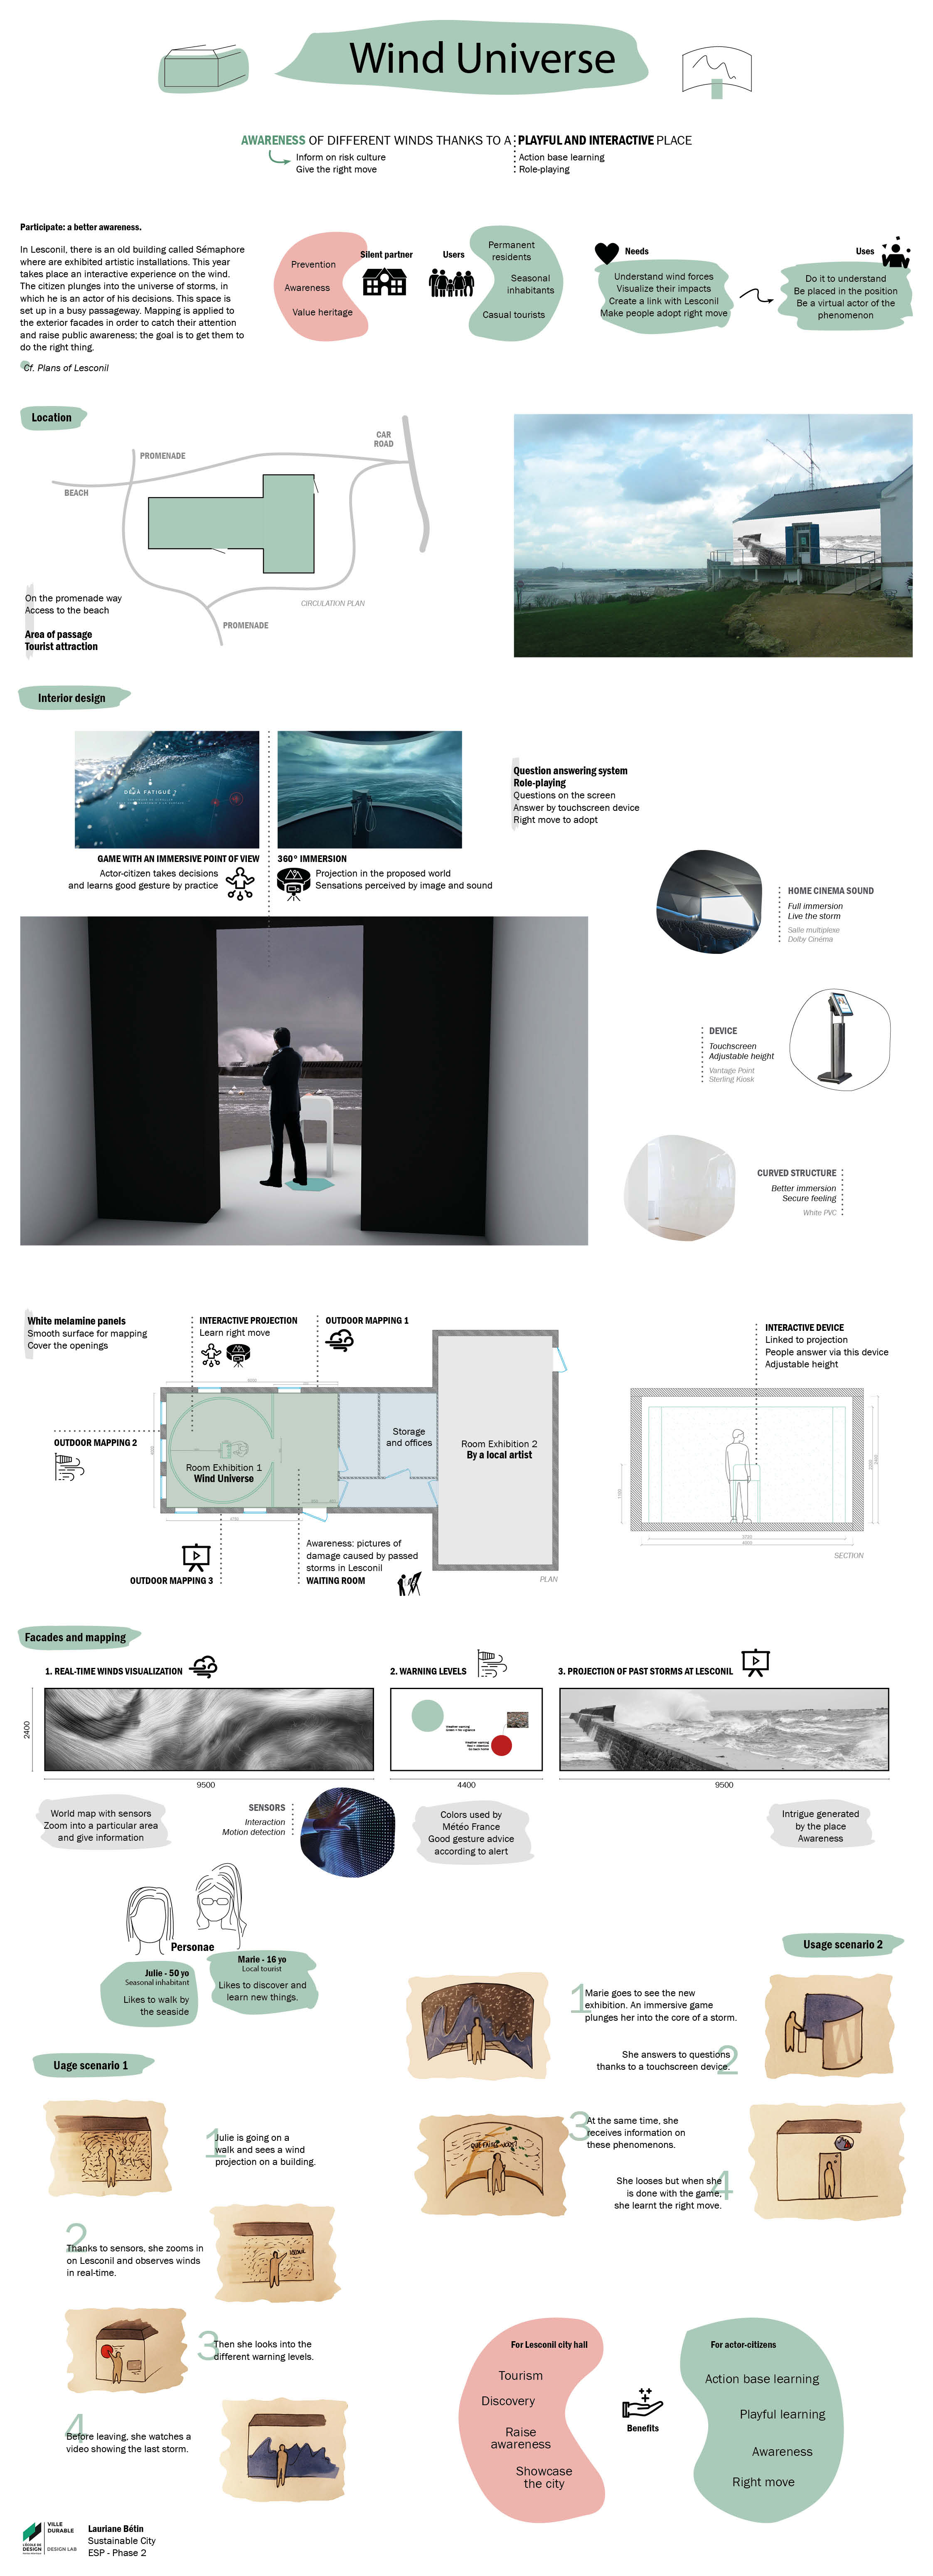 Wind Universe
AWARENESS OF DIFFERENT WINDS THANKS TO A PLAYFUL AND INTERACTIVE PLACE
Inform on risk culture
Give the right move
Action base learning
Role-playing
Participate: a better awareness.
In Lesconil, there is an old building called Sémaphore
where are exhibited artistic installations. This year
takes place an interactive experience on the wind.
The citizen plunges into the universe of storms, in
which he is an actor of his decisions. This space is
set up in a busy passageway. Mapping is applied to
the exterior facades in order to catch their attention
and raise public awareness; the goal is to get them to
do the right thing.
Cf. Plans of Lesconil
Prevention
Awareness
Value heritage
Silent partner
Users
Permanent
residents
Seasonal
inhabitants
Casual tourists
Needs
Understand wind forces
Visualize their impacts
Create a link with Lesconil
Make people adopt right move
Uses
Do it to understand
Be placed in the position
Be a virtual actor of the
phenomenon
Location
PROMENADE
BEACH
CAR
ROAD
CIRCULATION PLAN
PROMENADE
On the promenade way
Access to the beach
Area of passage
Tourist attraction
Interior design
DÉJÀ FATIGUÉ ?
GAME WITH AN IMMERSIVE POINT OF VIEW
Actor-citizen takes decisions
and learns good gesture by practice
360° IMMERSION
Projection in the proposed world
Sensations perceived by image and sound
Question answering system
Role-playing
Questions on the screen
Answer by touchscreen device
Right move to adopt
HOME CINEMA SOUND
Full immersion
Live the storm
Salle multiplexe
Dolby Cinéma
DEVICE
Touchscreen
Adjustable height
Vantage Point
Sterling Kiosk
CURVED STRUCTURE
Better immersion
Secure feeling
White PVC
White melamine panels
Smooth surface for mapping
Cover the openings
INTERACTIVE PROJECTION
Learn right move
OUTDOOR MAPPING 1
OUTDOOR MAPPING 2
Room Exhibition 1
Wind Universe
Storage
and offices
Room Exhibition 2
By a local artist
OUTDOOR MAPPING 3
Awareness: pictures of
damage caused by passed
storms in Lesconil
WAITING ROOM
PLAN
INTERACTIVE DEVICE
Linked to projection
People answer via this device
Adjustable height
SECTION
Facades and mapping
1. REAL-TIME WINDS VISUALIZATION
2. WARNING LEVELS
3. PROJECTION OF PAST STORMS AT LESCONIL
2400
9500
4400
9500
World map with sensors
Zoom into a particular area
and give information
SENSORS
Interaction
Motion detection
Colors used by
Météo France
Good gesture advice
according to alert
Intrigue generated
by the place
Awareness
Personae
Julie - 50 yo
Seasonal inhabitant
Likes to walk by
the seaside
Marie - 16 yo
Local tourist
Likes to discover and
learn new things.
Uage scenario 1
1
Julie is going on a
walk and sees a wind
projection on a building.
2
Thanks to sensors, she zooms in
on Lesconil and observes winds
in real-time.
3
Then she looks into the
different warning levels.
4
Before leaving, she watches a
video showing the last storm.
Usage scenario 2
1
Marie goes to see the new
exhibition. An immersive game
plunges her into the core of a storm.
2
She answers to questions
thanks to a touchscreen device.
3
At the same time, she
receives information on
these phenomenons.
4
She looses but when she
is done with the game,
she learnt the right move.
For Lesconil city hall
Tourism
Discovery
Raise
awareness
Showcase
the city
Benefits
For actor-citizens
Action base learning
Playful learning
Awareness
Right move
L'ÉCOLE DE
DESIGN
VILLE
DURABLE
DESIGN LAB
Lauriane Bétin
Sustainable City
ESP - Phase 2